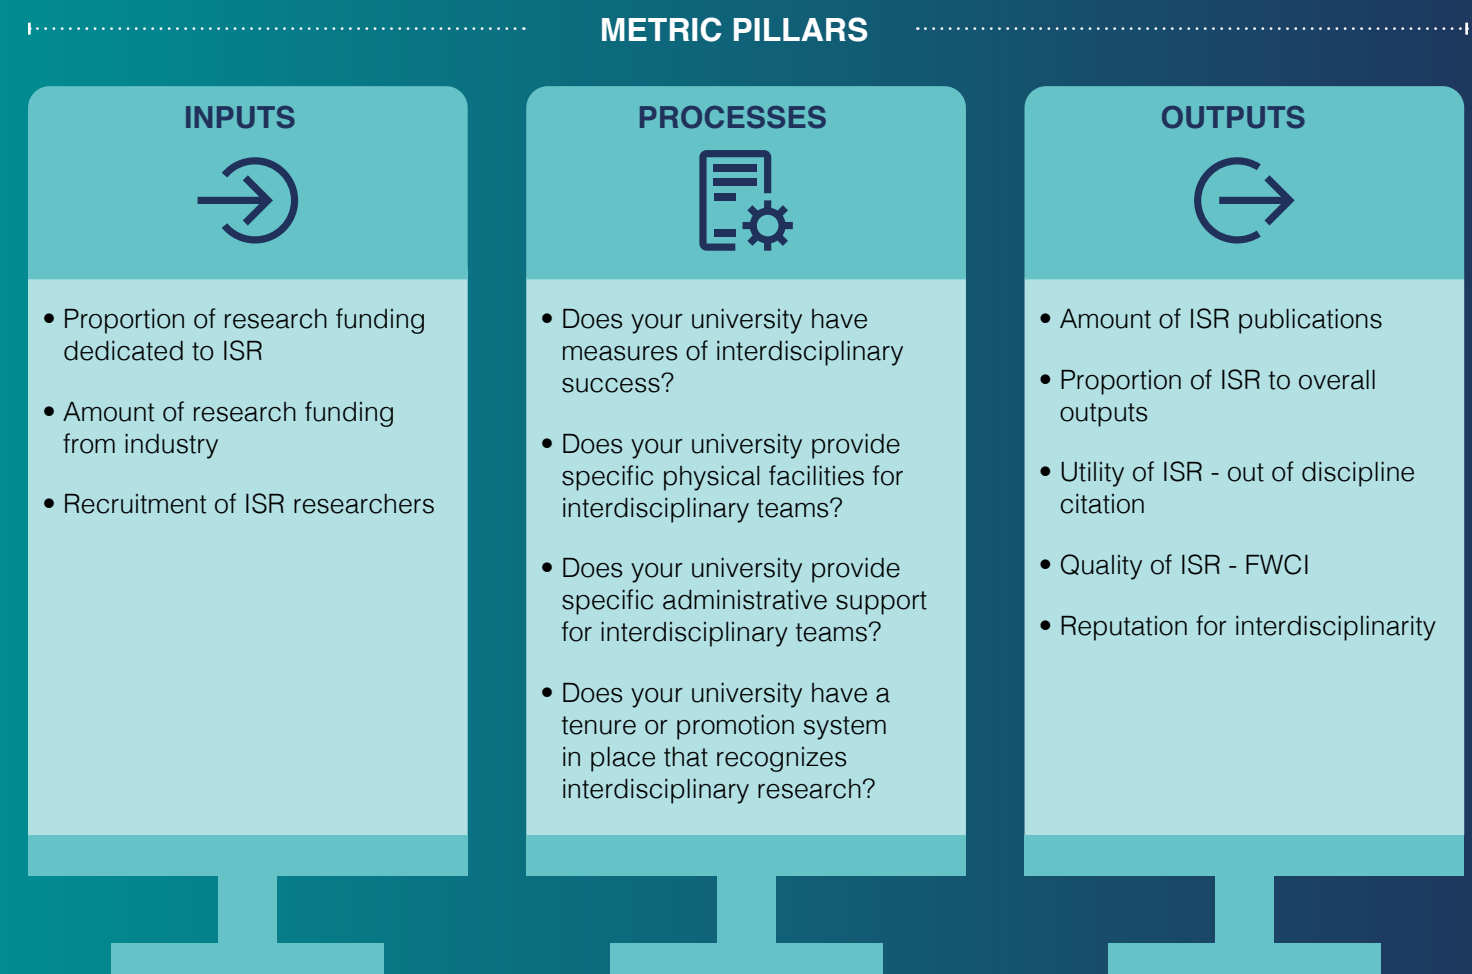 METRIC PILLARS
INPUTS
• Proportion of research funding
dedicated to ISR
• Amount of research funding
from industry
• Recruitment of ISR researchers
PROCESSES
• Does your university have
measures of interdisciplinary
success?
• Does your university provide
specific physical facilities for
interdisciplinary teams?
• Does your university provide
specific administrative support
for interdisciplinary teams?
• Does your university have a
tenure or promotion system
in place that recognizes
interdisciplinary research?
OUTPUTS
• Amount of ISR publications
• Proportion of ISR to overall
outputs
• Utility of ISR - out of discipline
citation
• Quality of ISR - FWCI
• Reputation for interdisciplinarity